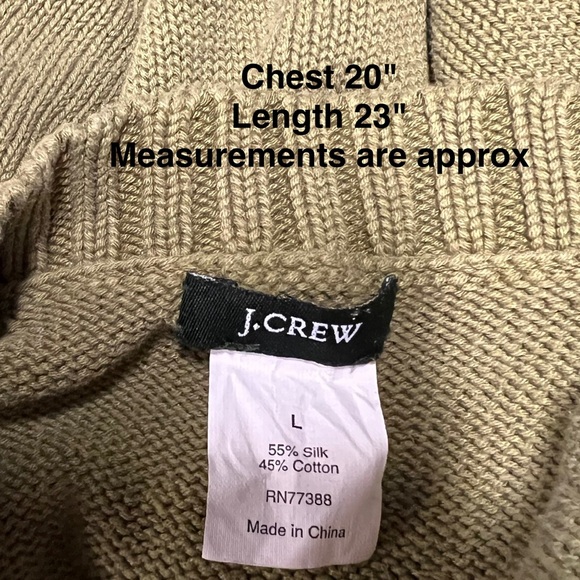 Chest 20"
Length 23"
Measurements are approx
J.CREW
L
55% Silk
45% Cotton
RN77388
Made in China